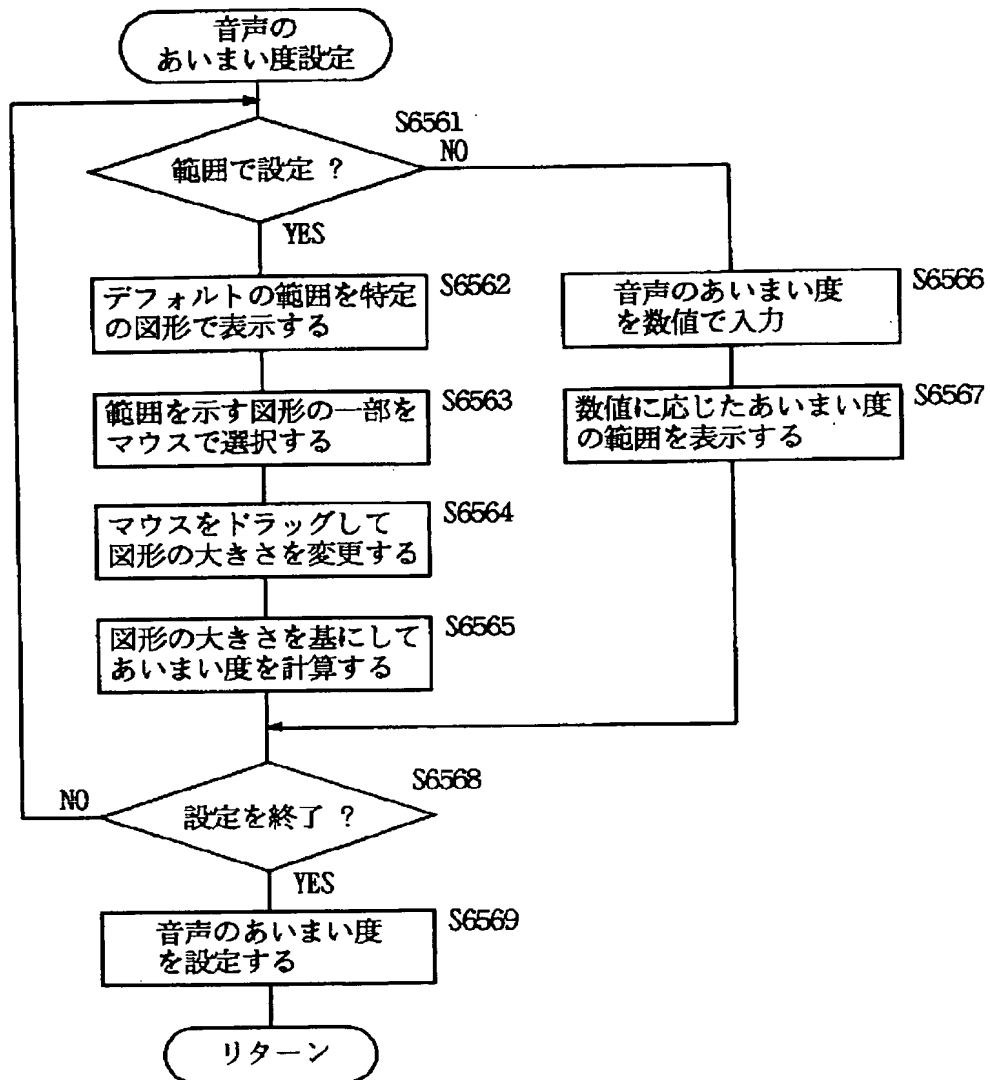 音声の
あいまい度設定
S6561
範囲で設定 ?
NO
YES
デフォルトの範囲を特定
の図形で表示する
S6562
範囲を示す図形の一部を
マウスで選択する
S6563
マウスをドラッグして
図形の大きさを変更する
S6564
図形の大きさを基にして
あいまい度を計算する
S6565
音声のあいまい度
を数値で入力
S6566
数値に応じたあいまい度
の範囲を表示する
S6567
S6568
設定を終了 ?
NO
YES
音声のあいまい度
を設定する
S6569
リターン